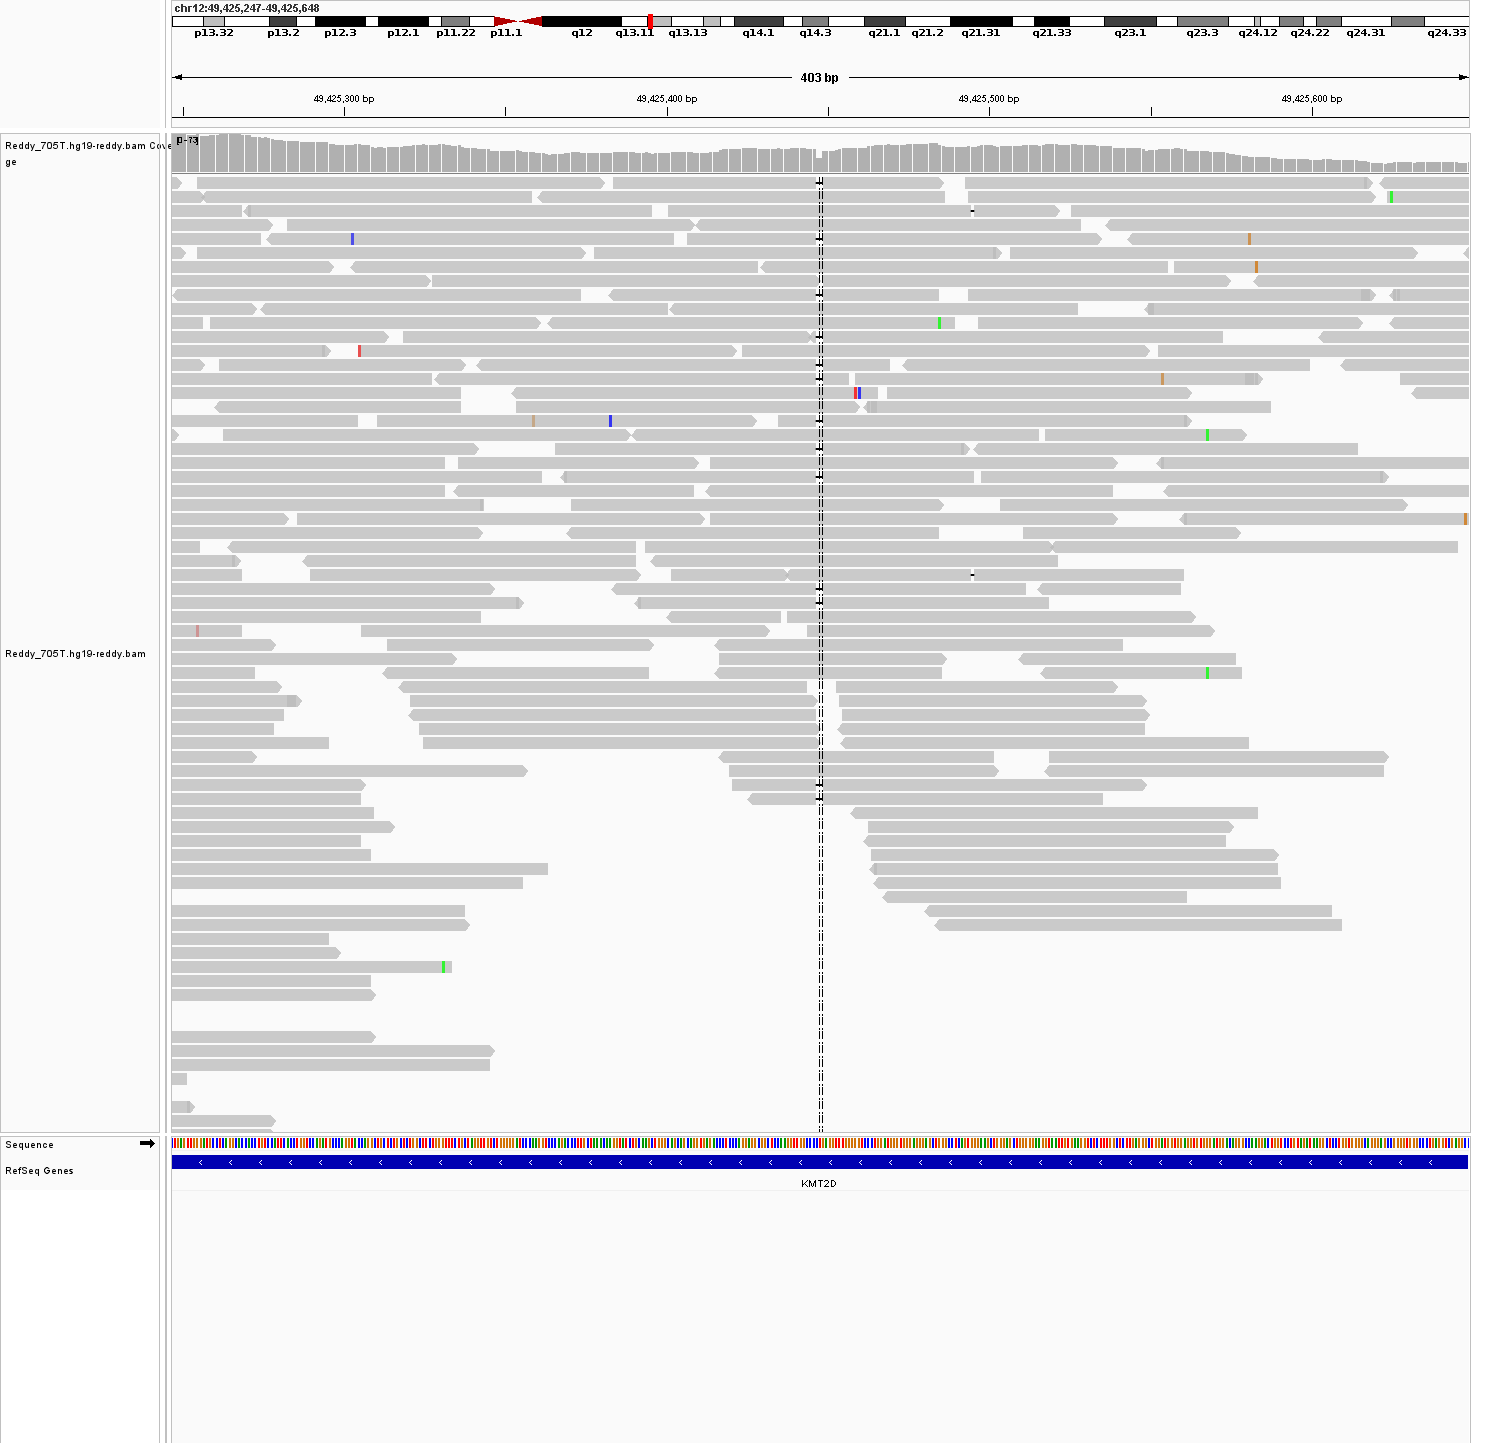 chr12:49,425,247-49,425,648
p13.32 p13.2 p12.3 p12.1 p11.22 p11.1 q12 q13.11 q13.13 q14.1 q14.3 q21.1 q21.2 q21.31 q21.33 q23.1 q23.3 q24.12 q24.22 q24.31 q24.33
403 bp
49,425,300 bp 49,425,400 bp 49,425,500 bp 49,425,600 bp
Reddy_705T.hg19-reddy.bam Cove
ge
Reddy_705T.hg19-reddy.bam
Sequence
RefSeq Genes
KMT2D